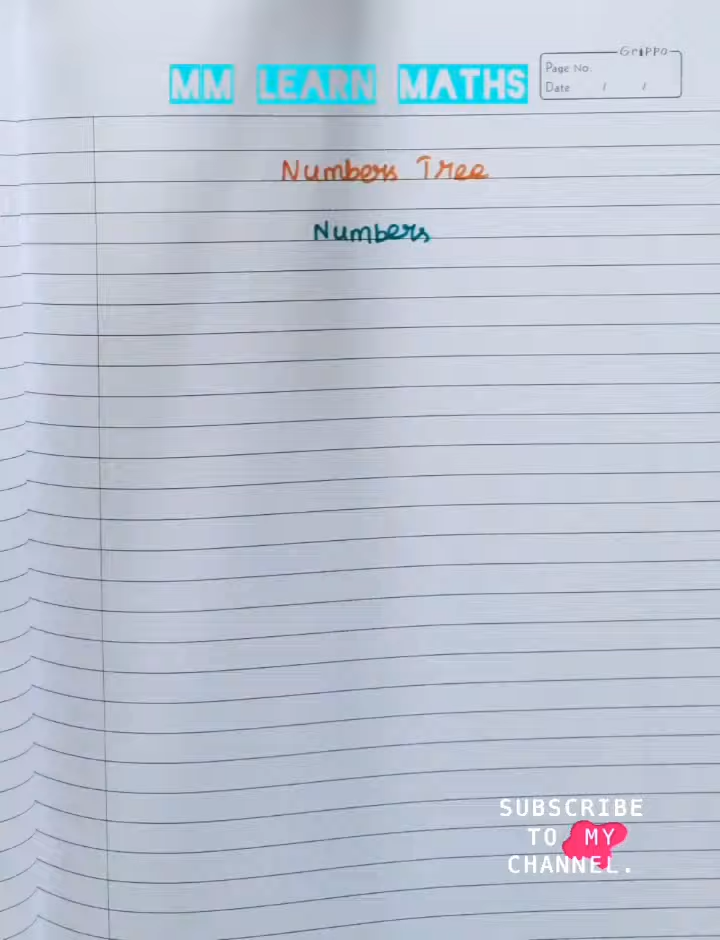 Grippo
MM LEARN MATHS
Page No.
Date / /
Numbers Tree
Numbers
SUBSCRIBE
TO MY
CHANNEL.